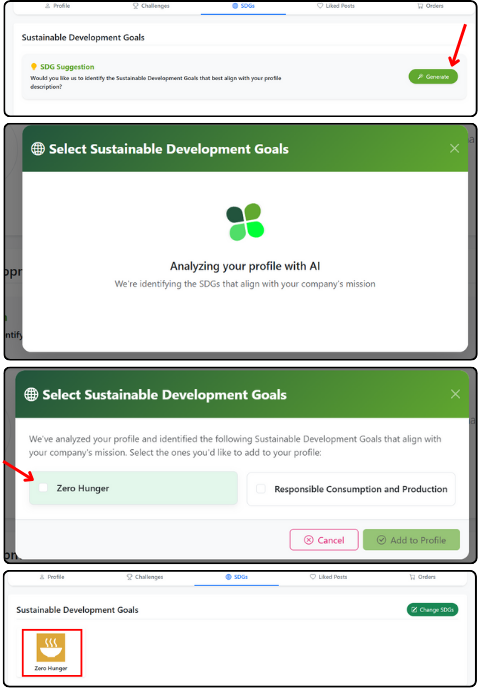 Profile Challenges SDGs Liked Posts Orders
Sustainable Development Goals
SDG Suggestion
Would you like us to identify the Sustainable Development Goals that best align with your profile
description?
Generate
Select Sustainable Development Goals
Analyzing your profile with AI
We're identifying the SDGs that align with your company's mission
Select Sustainable Development Goals
We've analyzed your profile and identified the following Sustainable Development Goals that align with
your company's mission. Select the ones you'd like to add to your profile:
Zero Hunger
Responsible Consumption and Production
Cancel
Add to Profile
Profile Challenges SDGs Liked Posts Orders
Sustainable Development Goals
Change SDGs
Zero Hunger